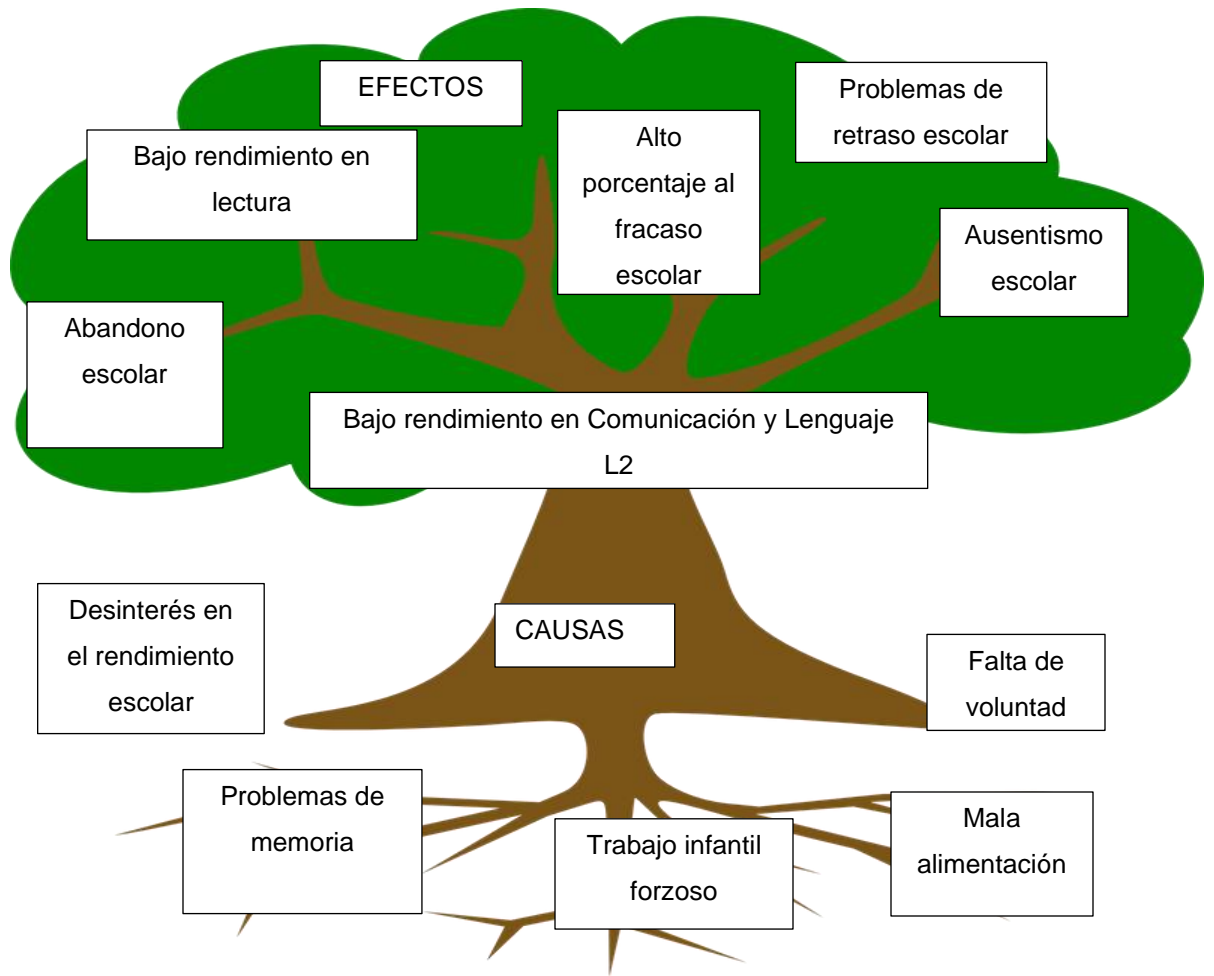 EFECTOS
Problemas de
retraso escolar
Bajo rendimiento en
lectura
Alto
porcentaje al
fracaso
escolar
Ausentismo
escolar
Abandono
escolar
Bajo rendimiento en Comunicación y Lenguaje
L2
Desinterés en
el rendimiento
escolar
CAUSAS
Falta de
voluntad
Problemas de
memoria
Trabajo infantil
forzoso
Mala
alimentación